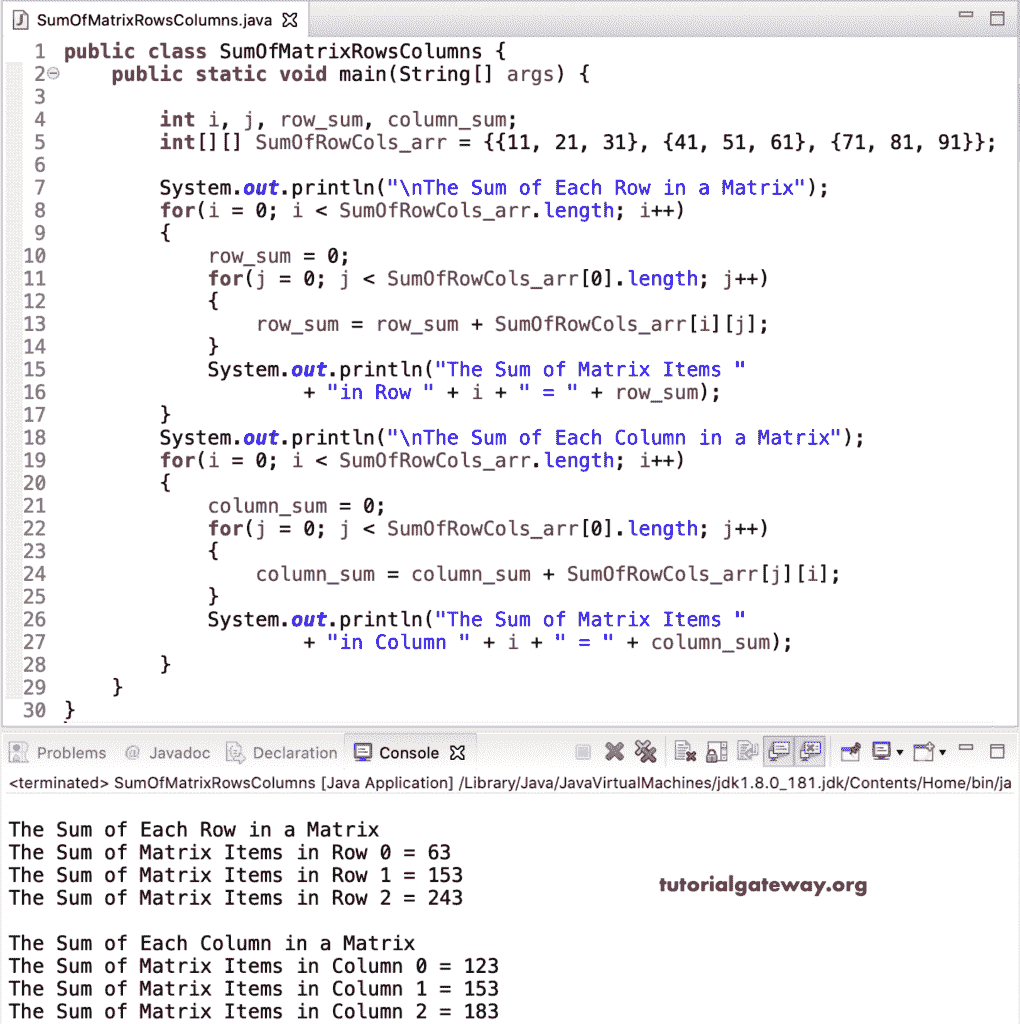 SumOfMatrixRowsColumns.java
1 public class SumOfMatrixRowsColumns {
2 public static void main(String[] args) {
3
4 int i, j, row_sum, column_sum;
5 int[][] SumOfRowCols_arr = {{11, 21, 31}, {41, 51, 61}, {71, 81, 91}};
6
7 System.out.println("\nThe Sum of Each Row in a Matrix");
8 for(i = 0; i < SumOfRowCols_arr.length; i++)
9 {
10 row_sum = 0;
11 for(j = 0; j < SumOfRowCols_arr[0].length; j++)
12 {
13 row_sum = row_sum + SumOfRowCols_arr[i][j];
14 }
15 System.out.println("The Sum of Matrix Items "
16 + "in Row " + i + " = " + row_sum);
17 }
18 System.out.println("\nThe Sum of Each Column in a Matrix");
19 for(i = 0; i < SumOfRowCols_arr.length; i++)
20 {
21 column_sum = 0;
22 for(j = 0; j < SumOfRowCols_arr[0].length; j++)
23 {
24 column_sum = column_sum + SumOfRowCols_arr[j][i];
25 }
26 System.out.println("The Sum of Matrix Items "
27 + "in Column " + i + " = " + column_sum);
28 }
29 }
30 }
Problems @ Javadoc Declaration Console
<terminated> SumOfMatrixRowsColumns [Java Application] /Library/Java/JavaVirtualMachines/jdk1.8.0_181.jdk/Contents/Home/bin/ja
The Sum of Each Row in a Matrix
The Sum of Matrix Items in Row 0 = 63
The Sum of Matrix Items in Row 1 = 153
The Sum of Matrix Items in Row 2 = 243
tutorialgateway.org
The Sum of Each Column in a Matrix
The Sum of Matrix Items in Column 0 = 123
The Sum of Matrix Items in Column 1 = 153
The Sum of Matrix Items in Column 2 = 183